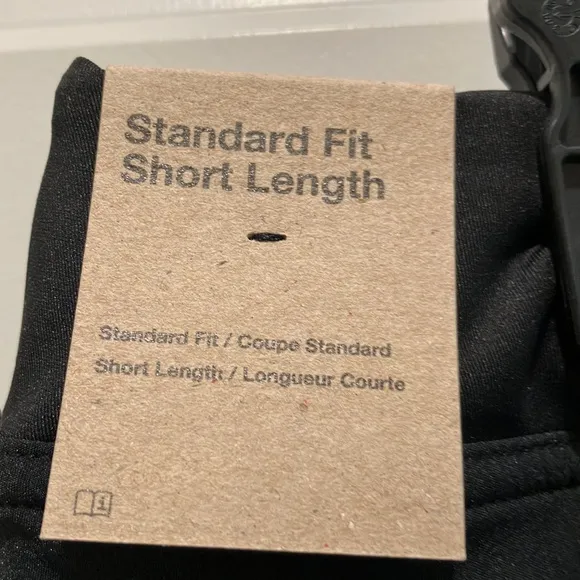 Standard Fit
Short Length
Standard Fit / Coupe Standard
Short Length / Longueur Courte
i